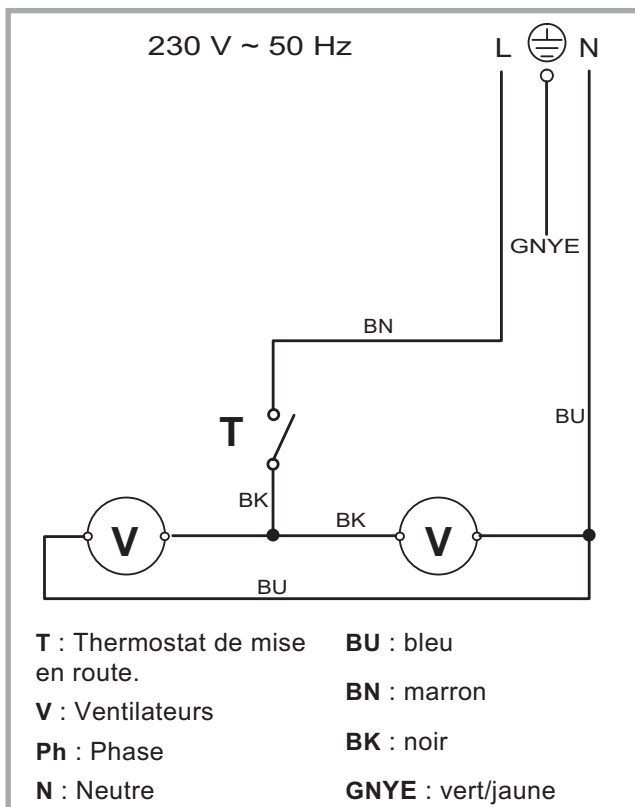 230 V ~ 50 Hz
L N
GNYE
BN
T
BU
BK
BK
V V
BU
T : Thermostat de mise
en route.
V : Ventilateurs
Ph : Phase
N : Neutre
BU : bleu
BN : marron
BK : noir
GNYE : vert/jaune